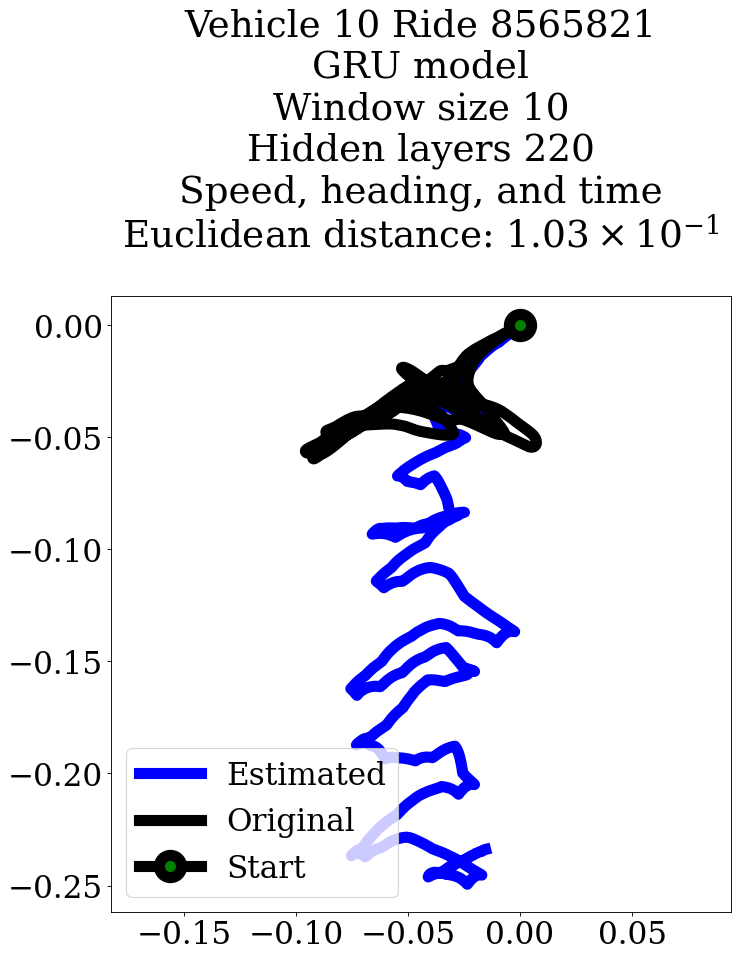 Vehicle 10 Ride 8565821
GRU model
Window size 10
Hidden layers 220
Speed, heading, and time
Euclidean distance: 1.03 × 10⁻¹
0.00
−0.05
−0.10
−0.15
−0.20
−0.25
Estimated
Original
Start
−0.15 −0.10 −0.05 0.00 0.05